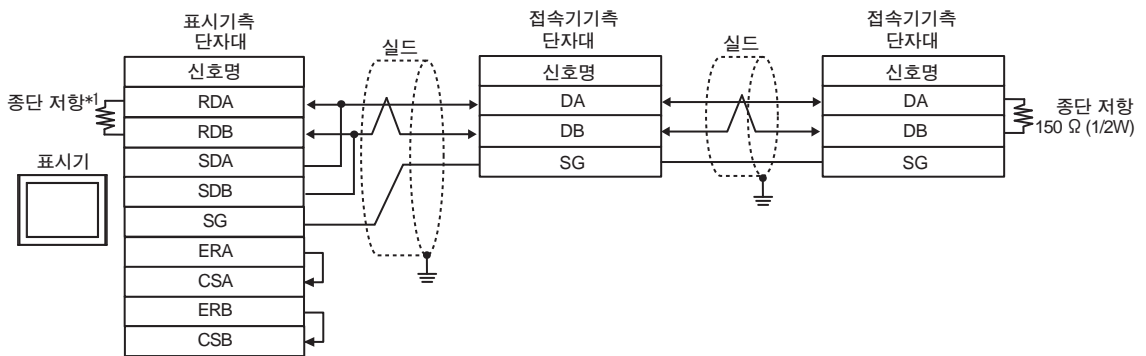 표시기측
단자대
신호명
RDA
RDB
SDA
SDB
SG
ERA
CSA
ERB
CSB
종단 저항*1
표시기
실드
접속기기측
단자대
신호명
DA
DB
SG
실드
접속기기측
단자대
신호명
DA
DB
SG
종단 저항
150 Ω (1/2W)